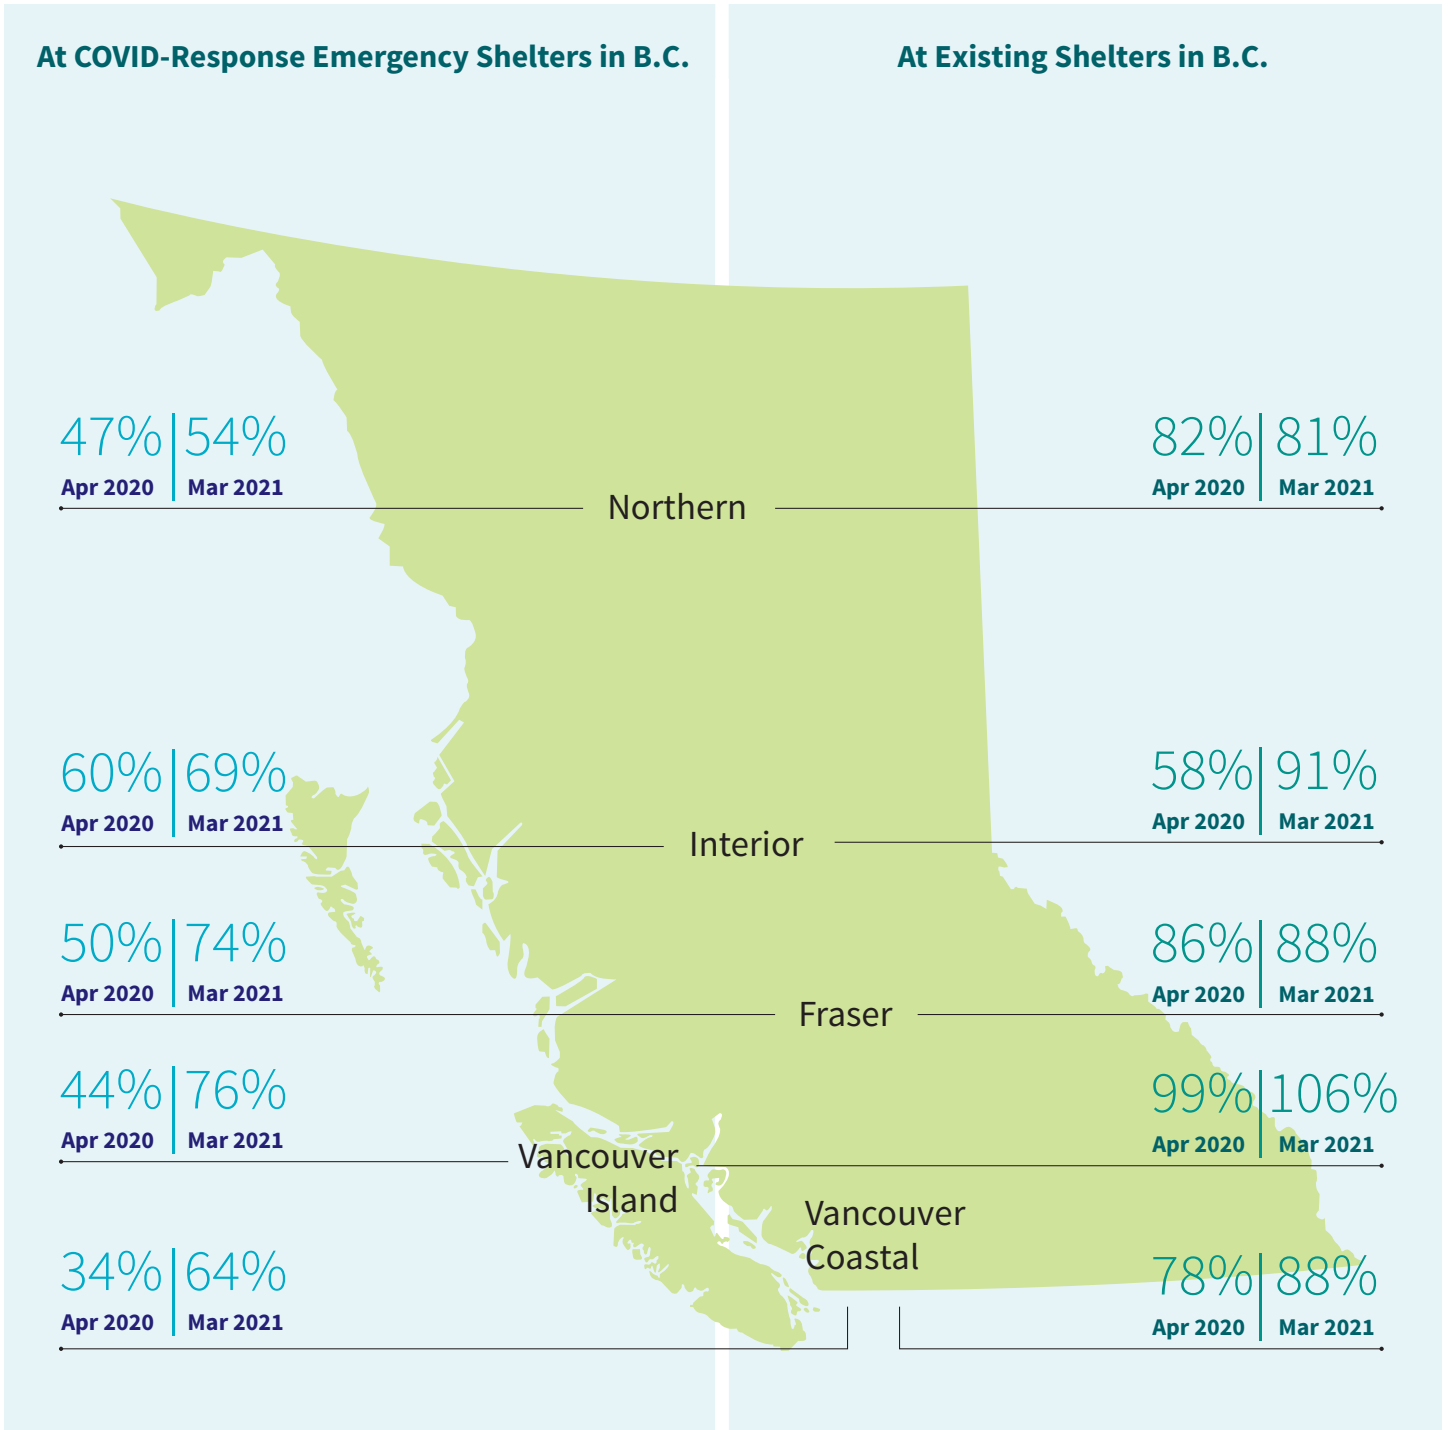 At COVID-Response Emergency Shelters in B.C.
At Existing Shelters in B.C.
47% 54%
Apr 2020 Mar 2021
Northern
82% 81%
Apr 2020 Mar 2021
60% 69%
Apr 2020 Mar 2021
Interior
58% 91%
Apr 2020 Mar 2021
50% 74%
Apr 2020 Mar 2021
Fraser
86% 88%
Apr 2020 Mar 2021
44% 76%
Apr 2020 Mar 2021
Vancouver
Island
99% 106%
Apr 2020 Mar 2021
34% 64%
Apr 2020 Mar 2021
Vancouver
Coastal
78% 88%
Apr 2020 Mar 2021